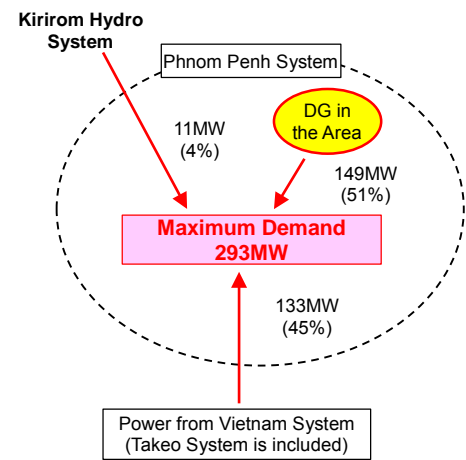 Kirirom Hydro
System
Phnom Penh System
11MW
(4%)
DG in
the Area
149MW
(51%)
Maximum Demand
293MW
133MW
(45%)
Power from Vietnam System
(Takeo System is included)